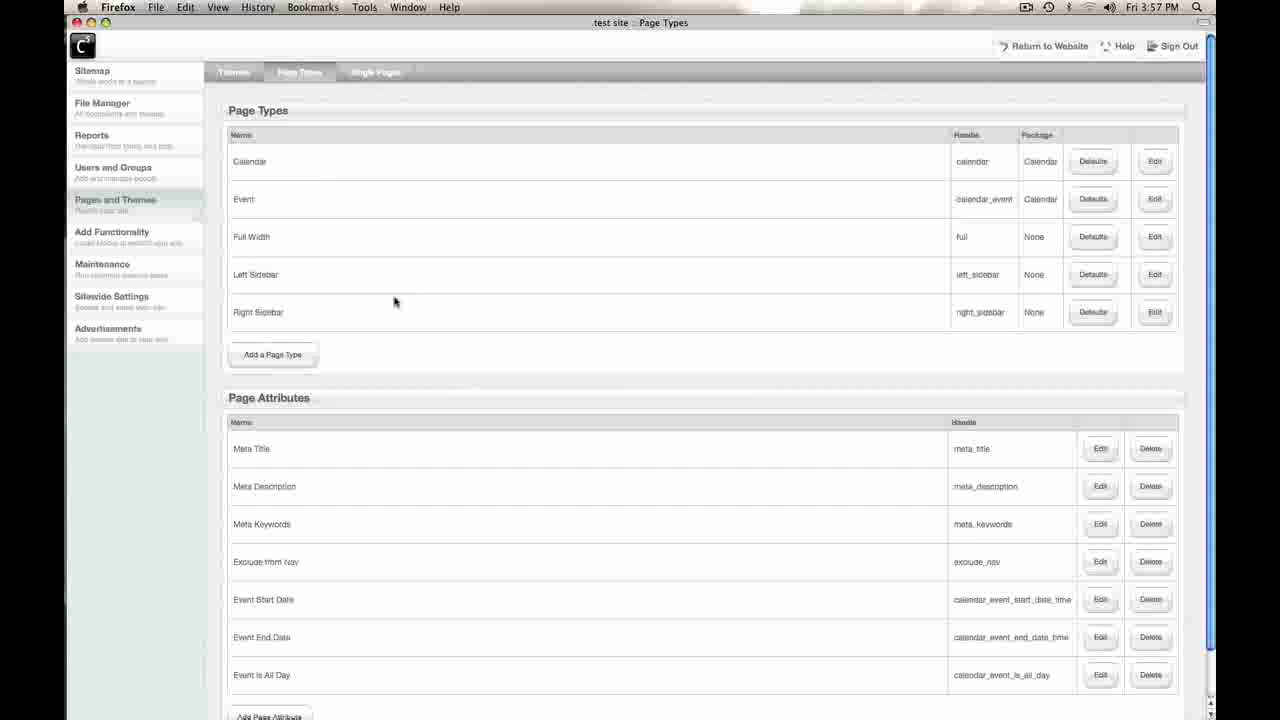 Firefox File Edit View History Bookmarks Tools Window Help Fri 3:57 PM
test site :: Page Types
C5
Return to Website Help Sign Out
Themes Page Types Single Pages
Sitemap
File Manager
Reports
Users and Groups
Add and manage people.
Pages and Themes
Add Functionality
Maintenance
Sitewide Settings
Advertisements
Page Types
Name Handle Package
Calendar calendar Calendar Defaults Edit
Event calendar_event Calendar Defaults Edit
Full Width full None Defaults Edit
Left Sidebar left_sidebar None Defaults Edit
Right Sidebar right_sidebar None Defaults Edit
Add a Page Type
Page Attributes
Name Handle
Meta Title meta_title Edit Delete
Meta Description meta_description Edit Delete
Meta Keywords meta_keywords Edit Delete
Exclude from Nav exclude_nav Edit Delete
Event Start Date calendar_event_start_date_time Edit Delete
Event End Date calendar_event_end_date_time Edit Delete
Event Is All Day calendar_event_is_all_day Edit Delete
Add Page Attribute